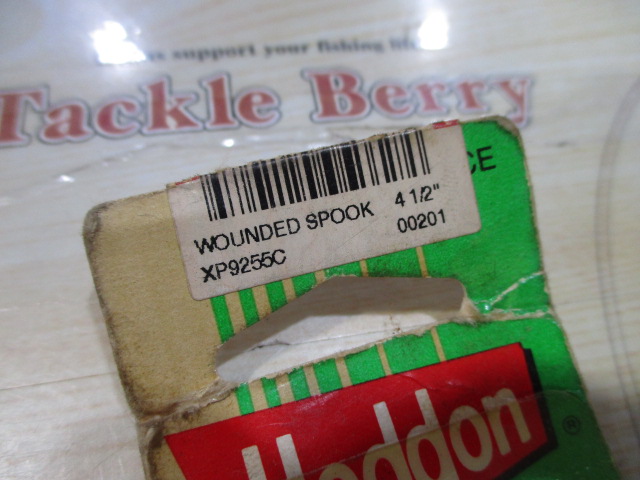 support your fishing
Tackle Berry
CE
WOUNDED SPOOK 4 1/2"
XP9255C 00201
Heddon ®